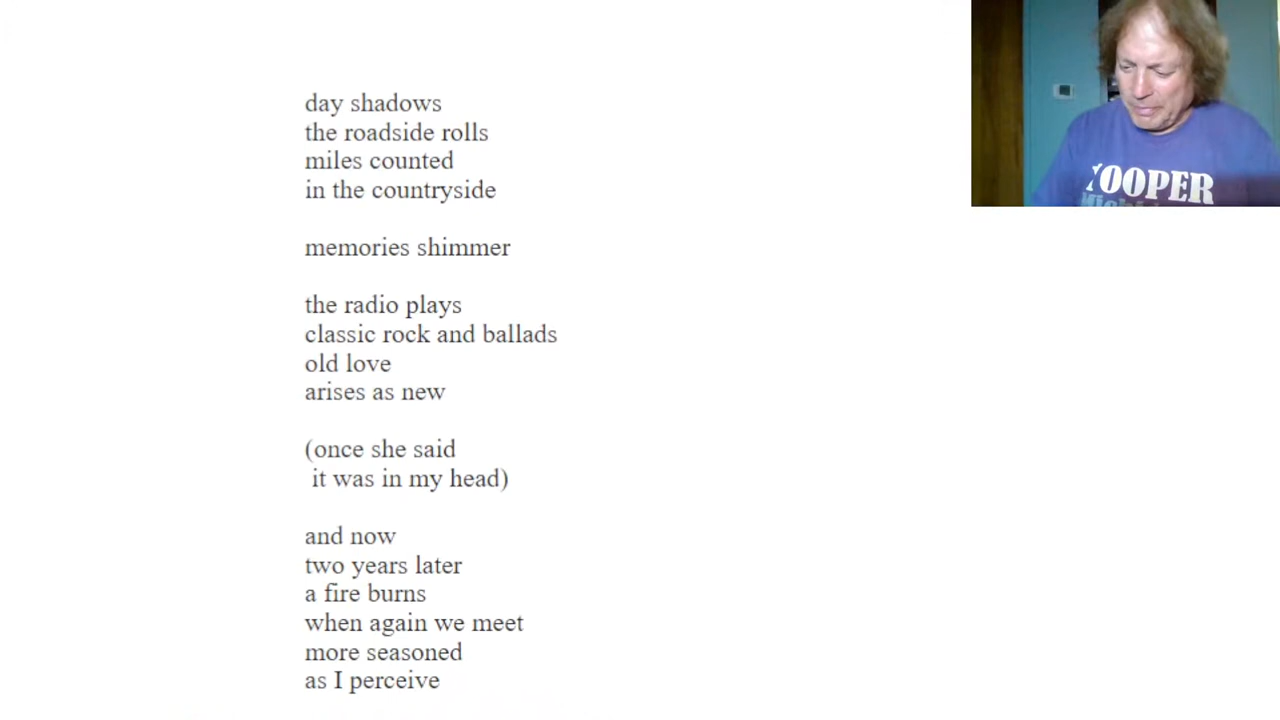 day shadows
the roadside rolls
miles counted
in the countryside
memories shimmer
the radio plays
classic rock and ballads
old love
arises as new
(once she said
it was in my head)
and now
two years later
a fire burns
when again we meet
more seasoned
as I perceive
YOOPER